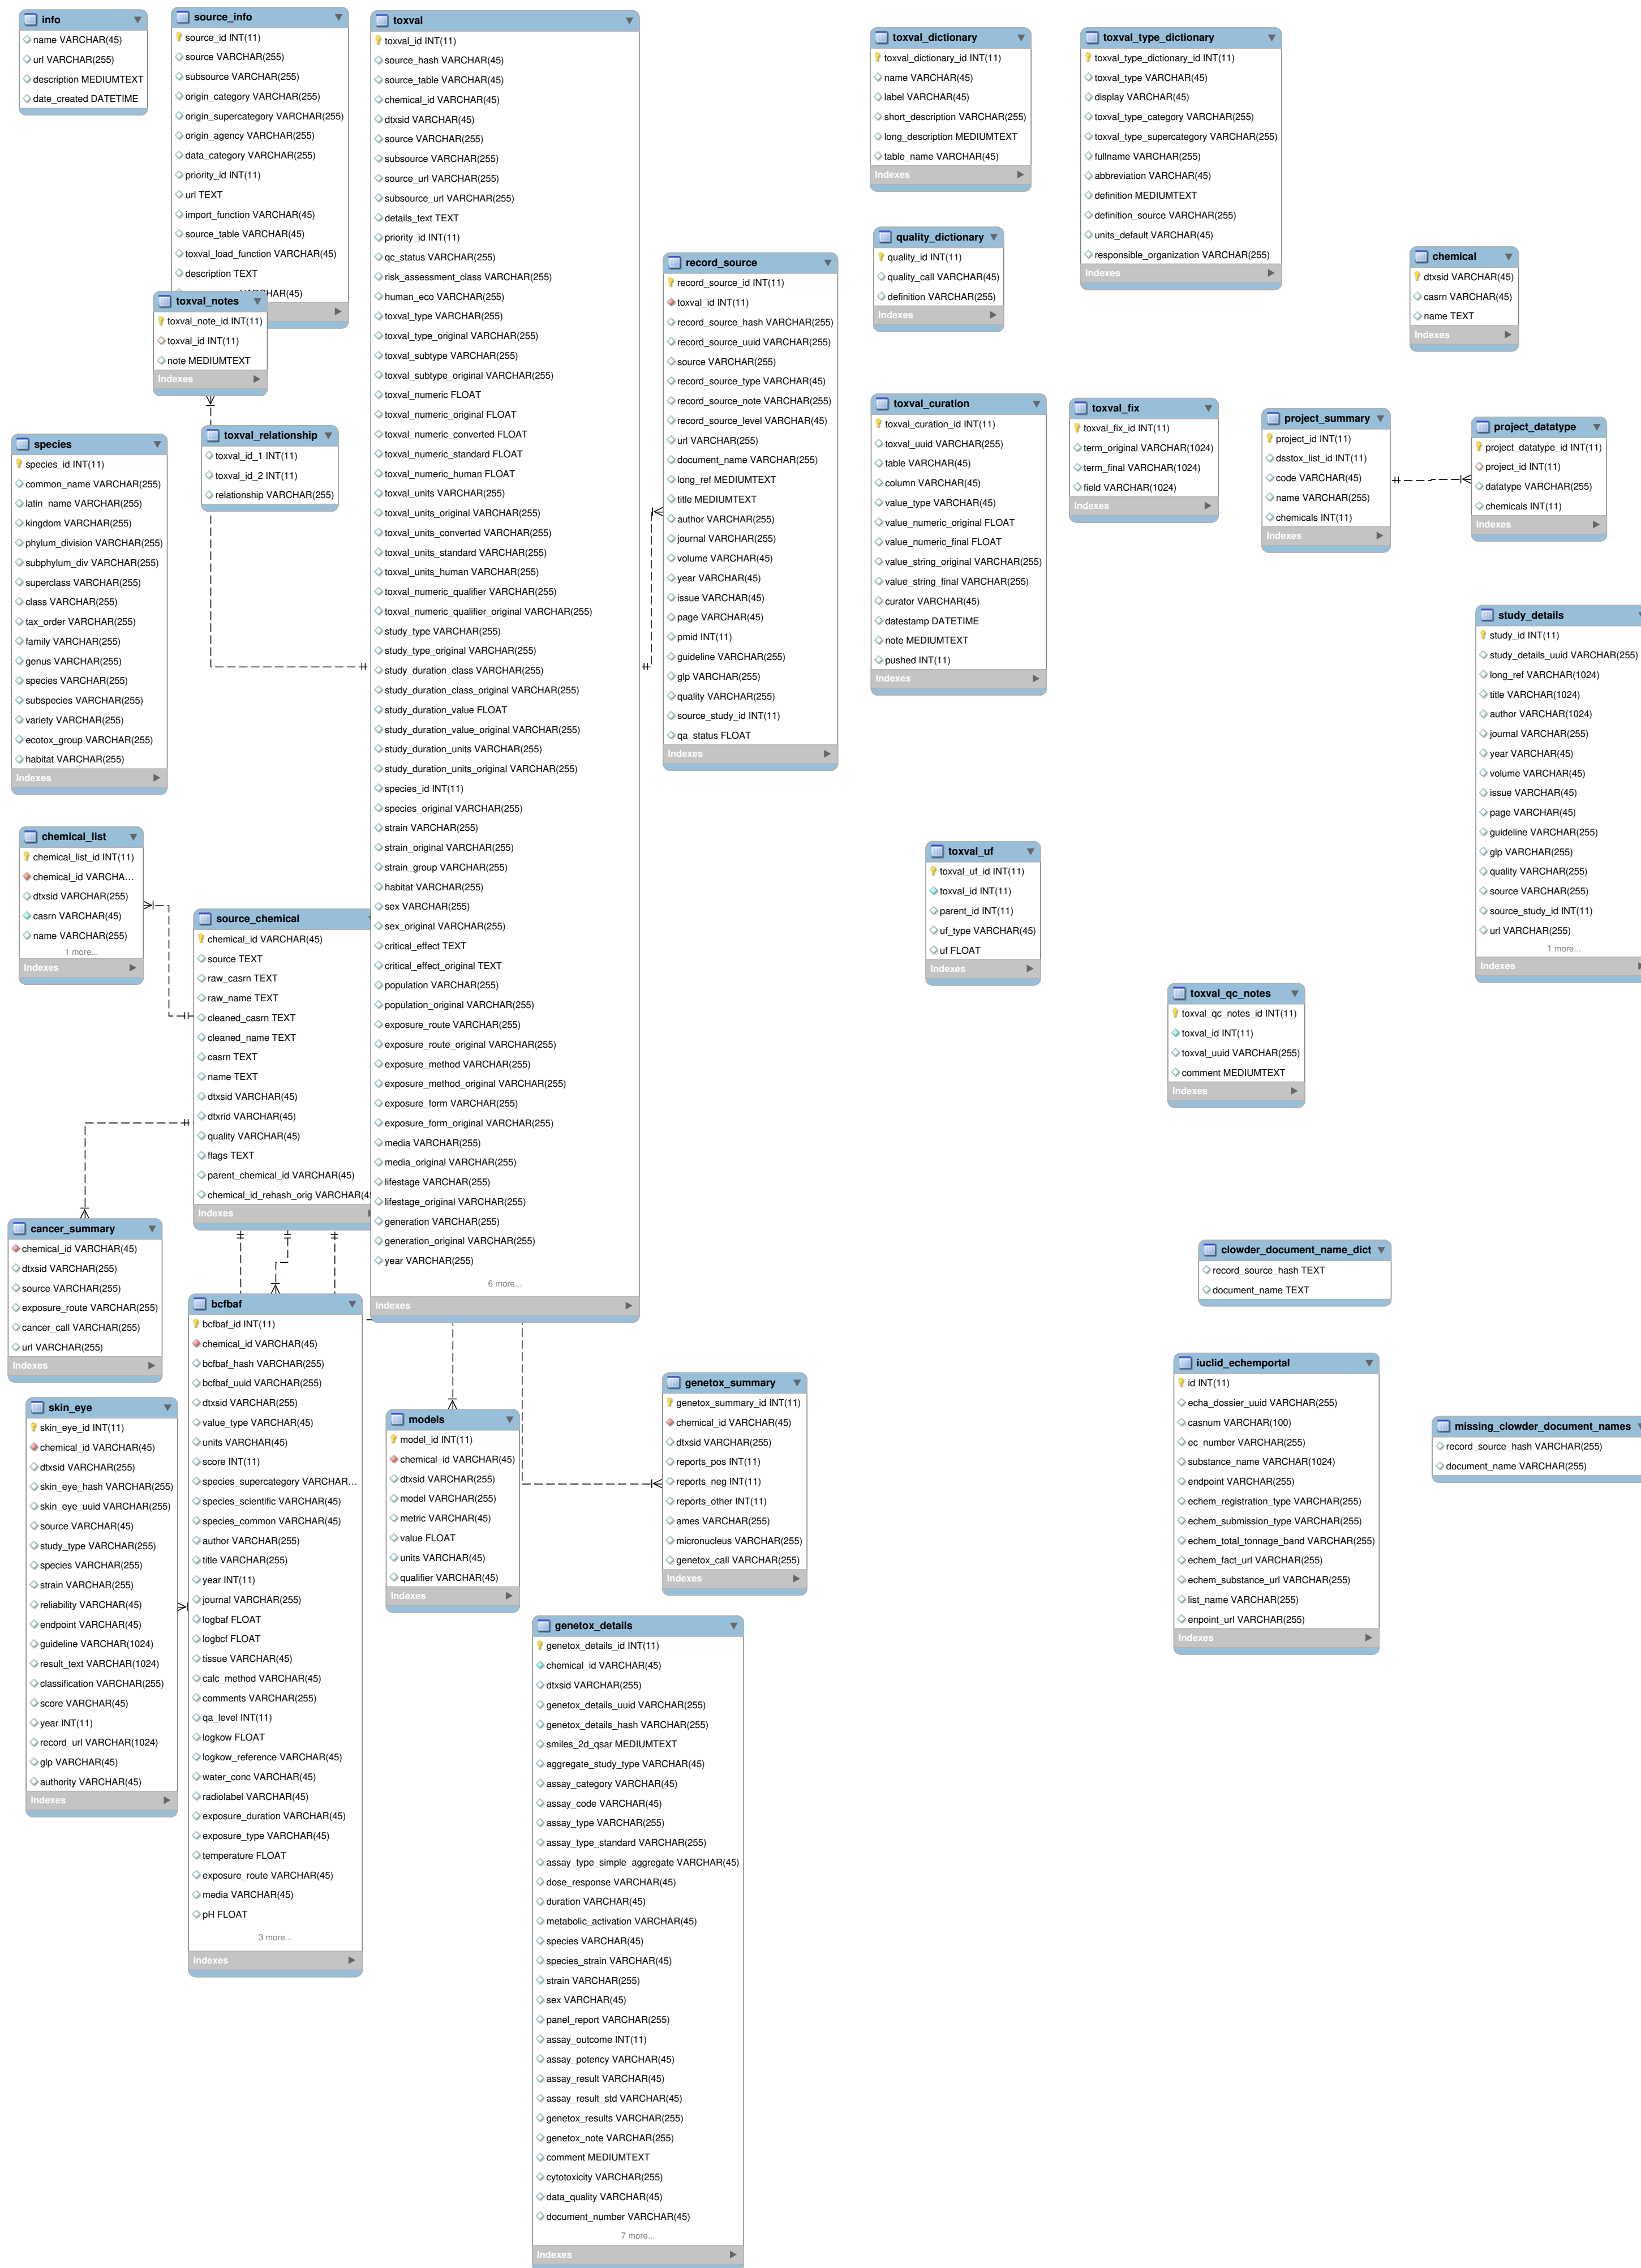 info
name VARCHAR(45)
url VARCHAR(255)
description MEDIUMTEXT
date_created DATETIME
source_info
source_id INT(11)
source VARCHAR(255)
subsource VARCHAR(255)
origin_category VARCHAR(255)
origin_supercategory VARCHAR(255)
origin_agency VARCHAR(255)
data_category VARCHAR(255)
priority_id INT(11)
url TEXT
import_function VARCHAR(45)
source_table VARCHAR(45)
toxval_load_function VARCHAR(45)
description TEXT
VARCHAR(45)
toxval_notes
toxval_note_id INT(11)
toxval_id INT(11)
note MEDIUMTEXT
Indexes
toxval_relationship
toxval_id_1 INT(11)
toxval_id_2 INT(11)
relationship VARCHAR(255)
species
species_id INT(11)
common_name VARCHAR(255)
latin_name VARCHAR(255)
kingdom VARCHAR(255)
phylum_division VARCHAR(255)
subphylum_div VARCHAR(255)
superclass VARCHAR(255)
class VARCHAR(255)
tax_order VARCHAR(255)
family VARCHAR(255)
genus VARCHAR(255)
species VARCHAR(255)
subspecies VARCHAR(255)
variety VARCHAR(255)
ecotox_group VARCHAR(255)
habitat VARCHAR(255)
Indexes
chemical_list
chemical_list_id INT(11)
chemical_id VARCHA...
dtxsid VARCHAR(255)
casrn VARCHAR(45)
name VARCHAR(255)
1 more...
Indexes
source_chemical
chemical_id VARCHAR(45)
source TEXT
raw_casrn TEXT
raw_name TEXT
cleaned_casrn TEXT
cleaned_name TEXT
casrn TEXT
name TEXT
dtxsid VARCHAR(45)
dtxrid VARCHAR(45)
quality VARCHAR(45)
flags TEXT
parent_chemical_id VARCHAR(45)
chemical_id_rehash_orig VARCHAR(4
Indexes
cancer_summary
chemical_id VARCHAR(45)
dtxsid VARCHAR(255)
source VARCHAR(255)
exposure_route VARCHAR(255)
cancer_call VARCHAR(255)
url VARCHAR(255)
Indexes
skin_eye
skin_eye_id INT(11)
chemical_id VARCHAR(45)
dtxsid VARCHAR(255)
skin_eye_hash VARCHAR(255)
skin_eye_uuid VARCHAR(255)
source VARCHAR(45)
study_type VARCHAR(255)
species VARCHAR(255)
strain VARCHAR(255)
reliability VARCHAR(45)
endpoint VARCHAR(45)
guideline VARCHAR(1024)
result_text VARCHAR(1024)
classification VARCHAR(255)
score VARCHAR(45)
year INT(11)
record_url VARCHAR(1024)
glp VARCHAR(45)
authority VARCHAR(45)
Indexes
bcfbaf
bcfbaf_id INT(11)
chemical_id VARCHAR(45)
bcfbaf_hash VARCHAR(255)
bcfbaf_uuid VARCHAR(255)
dtxsid VARCHAR(255)
value_type VARCHAR(45)
units VARCHAR(45)
score INT(11)
species_supercategory VARCHAR...
species_scientific VARCHAR(45)
species_common VARCHAR(45)
author VARCHAR(255)
title VARCHAR(255)
year INT(11)
journal VARCHAR(255)
logbaf FLOAT
logbcf FLOAT
tissue VARCHAR(45)
calc_method VARCHAR(45)
comments VARCHAR(255)
qa_level INT(11)
logkow FLOAT
logkow_reference VARCHAR(45)
water_conc VARCHAR(45)
radiolabel VARCHAR(45)
exposure_duration VARCHAR(45)
exposure_type VARCHAR(45)
temperature FLOAT
exposure_route VARCHAR(45)
media VARCHAR(45)
pH FLOAT
3 more...
Indexes
toxval
toxval_id INT(11)
source_hash VARCHAR(45)
source_table VARCHAR(45)
chemical_id VARCHAR(45)
dtxsid VARCHAR(45)
source VARCHAR(255)
subsource VARCHAR(255)
source_url VARCHAR(255)
subsource_url VARCHAR(255)
details_text TEXT
priority_id INT(11)
qc_status VARCHAR(255)
risk_assessment_class VARCHAR(255)
human_eco VARCHAR(255)
toxval_type VARCHAR(255)
toxval_type_original VARCHAR(255)
toxval_subtype VARCHAR(255)
toxval_subtype_original VARCHAR(255)
toxval_numeric FLOAT
toxval_numeric_original FLOAT
toxval_numeric_converted FLOAT
toxval_numeric_standard FLOAT
toxval_numeric_human FLOAT
toxval_units VARCHAR(255)
toxval_units_original VARCHAR(255)
toxval_units_converted VARCHAR(255)
toxval_units_standard VARCHAR(255)
toxval_units_human VARCHAR(255)
toxval_numeric_qualifier VARCHAR(255)
toxval_numeric_qualifier_original VARCHAR(255)
study_type VARCHAR(255)
study_type_original VARCHAR(255)
study_duration_class VARCHAR(255)
study_duration_class_original VARCHAR(255)
study_duration_value FLOAT
study_duration_value_original VARCHAR(255)
study_duration_units VARCHAR(255)
study_duration_units_original VARCHAR(255)
species_id INT(11)
species_original VARCHAR(255)
strain VARCHAR(255)
strain_original VARCHAR(255)
strain_group VARCHAR(255)
habitat VARCHAR(255)
sex VARCHAR(255)
sex_original VARCHAR(255)
critical_effect TEXT
critical_effect_original TEXT
population VARCHAR(255)
population_original VARCHAR(255)
exposure_route VARCHAR(255)
exposure_route_original VARCHAR(255)
exposure_method VARCHAR(255)
exposure_method_original VARCHAR(255)
exposure_form VARCHAR(255)
exposure_form_original VARCHAR(255)
media VARCHAR(255)
media_original VARCHAR(255)
lifestage VARCHAR(255)
lifestage_original VARCHAR(255)
generation VARCHAR(255)
generation_original VARCHAR(255)
year VARCHAR(255)
6 more...
Indexes
models
model_id INT(11)
chemical_id VARCHAR(45)
dtxsid VARCHAR(255)
model VARCHAR(255)
metric VARCHAR(45)
value FLOAT
units VARCHAR(45)
qualifier VARCHAR(45)
Indexes
record_source
record_source_id INT(11)
toxval_id INT(11)
record_source_hash VARCHAR(255)
record_source_uuid VARCHAR(255)
source VARCHAR(255)
record_source_type VARCHAR(45)
record_source_note VARCHAR(255)
record_source_level VARCHAR(45)
url VARCHAR(255)
document_name VARCHAR(255)
long_ref MEDIUMTEXT
title MEDIUMTEXT
author VARCHAR(255)
journal VARCHAR(255)
volume VARCHAR(45)
year VARCHAR(45)
issue VARCHAR(45)
page VARCHAR(45)
pmid INT(11)
guideline VARCHAR(255)
glp VARCHAR(255)
quality VARCHAR(255)
source_study_id INT(11)
qa_status FLOAT
Indexes
genetox_summary
genetox_summary_id INT(11)
chemical_id VARCHAR(45)
dtxsid VARCHAR(255)
reports_pos INT(11)
reports_neg INT(11)
reports_other INT(11)
ames VARCHAR(255)
micronucleus VARCHAR(255)
genetox_call VARCHAR(255)
Indexes
genetox_details
genetox_details_id INT(11)
chemical_id VARCHAR(45)
dtxsid VARCHAR(255)
genetox_details_uuid VARCHAR(255)
genetox_details_hash VARCHAR(255)
smiles_2d_qsar MEDIUMTEXT
aggregate_study_type VARCHAR(45)
assay_category VARCHAR(45)
assay_code VARCHAR(45)
assay_type VARCHAR(255)
assay_type_standard VARCHAR(255)
assay_type_simple_aggregate VARCHAR(45)
dose_response VARCHAR(45)
duration VARCHAR(45)
metabolic_activation VARCHAR(45)
species VARCHAR(45)
species_strain VARCHAR(45)
strain VARCHAR(255)
sex VARCHAR(45)
panel_report VARCHAR(255)
assay_outcome INT(11)
assay_potency VARCHAR(45)
assay_result VARCHAR(45)
assay_result_std VARCHAR(45)
genetox_results VARCHAR(255)
genetox_note VARCHAR(255)
comment MEDIUMTEXT
cytotoxicity VARCHAR(255)
data_quality VARCHAR(45)
document_number VARCHAR(45)
7 more...
Indexes
toxval_dictionary
toxval_dictionary_id INT(11)
name VARCHAR(45)
label VARCHAR(45)
short_description VARCHAR(255)
long_description MEDIUMTEXT
table_name VARCHAR(45)
Indexes
quality_dictionary
quality_id INT(11)
quality_call VARCHAR(45)
definition VARCHAR(255)
Indexes
toxval_curation
toxval_curation_id INT(11)
toxval_uuid VARCHAR(255)
table VARCHAR(45)
column VARCHAR(45)
value_type VARCHAR(45)
value_numeric_original FLOAT
value_numeric_final FLOAT
value_string_original VARCHAR(255)
value_string_final VARCHAR(255)
curator VARCHAR(45)
datestamp DATETIME
note MEDIUMTEXT
pushed INT(11)
Indexes
toxval_uf
toxval_uf_id INT(11)
toxval_id INT(11)
parent_id INT(11)
uf_type VARCHAR(45)
uf FLOAT
Indexes
toxval_type_dictionary
toxval_type_dictionary_id INT(11)
toxval_type VARCHAR(45)
display VARCHAR(45)
toxval_type_category VARCHAR(255)
toxval_type_supercategory VARCHAR(255)
fullname VARCHAR(255)
abbreviation VARCHAR(45)
definition MEDIUMTEXT
definition_source VARCHAR(255)
units_default VARCHAR(45)
responsible_organization VARCHAR(255)
Indexes
toxval_fix
toxval_fix_id INT(11)
term_original VARCHAR(1024)
term_final VARCHAR(1024)
field VARCHAR(1024)
Indexes
chemical
dtxsid VARCHAR(45)
casrn VARCHAR(45)
name TEXT
Indexes
project_summary
project_id INT(11)
dsstox_list_id INT(11)
code VARCHAR(45)
name VARCHAR(255)
chemicals INT(11)
Indexes
project_datatype
project_datatype_id INT(11)
project_id INT(11)
datatype VARCHAR(255)
chemicals INT(11)
Indexes
study_details
study_id INT(11)
study_details_uuid VARCHAR(255)
long_ref VARCHAR(1024)
title VARCHAR(1024)
author VARCHAR(1024)
journal VARCHAR(255)
year VARCHAR(45)
volume VARCHAR(45)
issue VARCHAR(45)
page VARCHAR(45)
guideline VARCHAR(255)
glp VARCHAR(255)
quality VARCHAR(255)
source VARCHAR(255)
source_study_id INT(11)
url VARCHAR(255)
1 more...
Indexes
toxval_qc_notes
toxval_qc_notes_id INT(11)
toxval_id INT(11)
toxval_uuid VARCHAR(255)
comment MEDIUMTEXT
Indexes
clowder_document_name_dict
record_source_hash TEXT
document_name TEXT
iuclid_echemportal
id INT(11)
echa_dossier_uuid VARCHAR(255)
casnum VARCHAR(100)
ec_number VARCHAR(255)
substance_name VARCHAR(1024)
endpoint VARCHAR(255)
echem_registration_type VARCHAR(255)
echem_submission_type VARCHAR(255)
echem_total_tonnage_band VARCHAR(255)
echem_fact_url VARCHAR(255)
echem_substance_url VARCHAR(255)
list_name VARCHAR(255)
enpoint_url VARCHAR(255)
Indexes
missing_clowder_document_names
record_source_hash VARCHAR(255)
document_name VARCHAR(255)